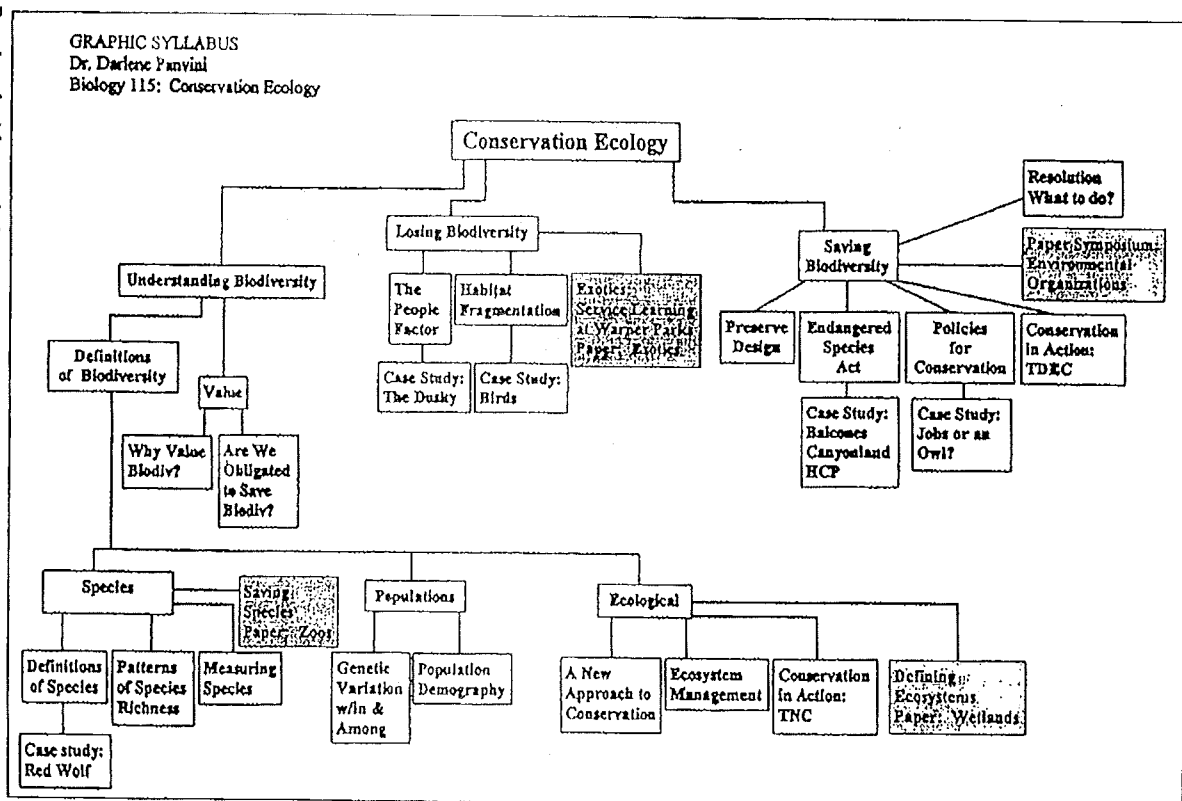 GRAPHIC SYLLABUS
Dr. Darlene Panvini
Biology 115: Conservation Ecology
Conservation Ecology
Resolution
What to do?
Losing Biodiversity
Saving
Biodiversity
Paper Symposium:
Environmental
Organizations
Understanding Biodiversity
The
People
Factor
Habitat
Fragmentation
Exotics:
Service Learning
at Warner Parks
Paper: Exotics
Preserve
Design
Endangered
Species
Act
Policies
for
Conservation
Conservation
in Action:
TDEC
Definitions
of Biodiversity
Value
Case Study:
The Dusky
Case Study:
Birds
Case Study:
Balcones
Canyonland
HCP
Case Study:
Jobs or an
Owl?
Why Value
Biodiv?
Are We
Obligated
to Save
Biodiv?
Species
Saving
Species
Paper: Zoos
Populations
Ecological
Definitions
of Species
Patterns
of Species
Richness
Measuring
Species
Genetic
Variation
w/in &
Among
Population
Demography
A New
Approach to
Conservation
Ecosystem
Management
Conservation
in Action:
TNC
Defining
Ecosystems
Paper: Wetlands
Case study:
Red Wolf